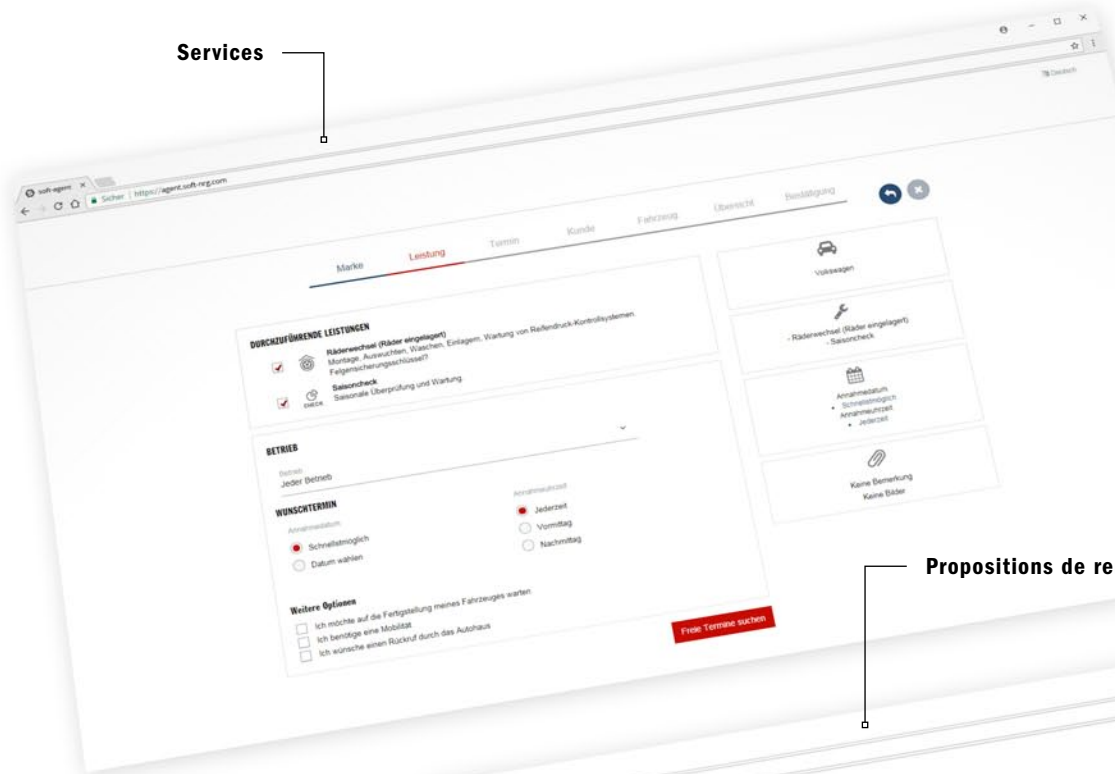 Services
soft-agent
Sicher | https://agent.soft-nrg.com
Deutsch
Marke
Leistung
Termin
Kunde
Fahrzeug
Übersicht
Bestätigung
DURCHZUFÜHRENDE LEISTUNGEN
Räderwechsel (Räder eingelagert)
Montage, Auswuchten, Waschen, Einlagern, Wartung von Reifendruck-Kontrollsystemen
Felgensicherungsschlüssel?
CHECK
Saisoncheck
Saisonale Überprüfung und Wartung.
BETRIEB
Betrieb
Jeder Betrieb
WUNSCHTERMIN
Annahmedatum
Schnellstmöglich
Datum wählen
Annahmeuhrzeit
Jederzeit
Vormittag
Nachmittag
Weitere Optionen
Ich möchte auf die Fertigstellung meines Fahrzeuges warten
Ich benötige eine Mobilität
Ich wünsche einen Rückruf durch das Autohaus
Freie Termine suchen
Volkswagen
- Räderwechsel (Räder eingelagert)
- Saisoncheck
Annahmedatum
• Schnellstmöglich
Annahmeuhrzeit
• Jederzeit
Keine Bemerkung
Keine Bilder
Propositions de re